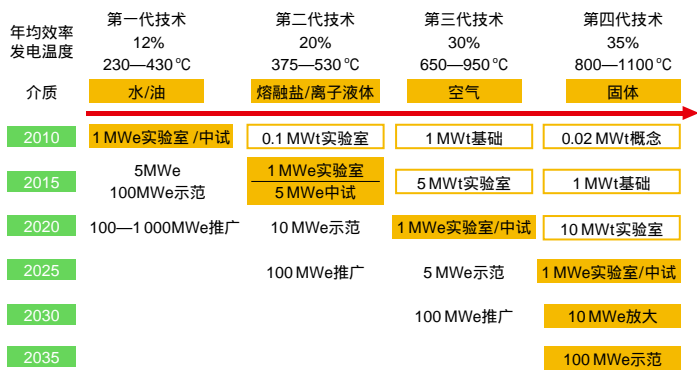 第一代技术 第二代技术 第三代技术 第四代技术
年均效率 12% 20% 30% 35%
发电温度 230—430℃ 375—530℃ 650—950℃ 800—1100℃
介质 水/油 熔融盐/离子液体 空气 固体
2010 1 MWe实验室/中试 0.1 MWt实验室 1 MWt基础 0.02 MWt概念
2015 5MWe 1 MWe实验室 5 MWt实验室 1 MWt基础
100MWe示范 5 MWe中试
2020 100—1 000MWe推广 10 MWe示范 1 MWe实验室/中试 10 MWt实验室
2025 100 MWe推广 5 MWe示范 1 MWe实验室/中试
2030 100 MWe推广 10 MWe放大
2035 100 MWe示范